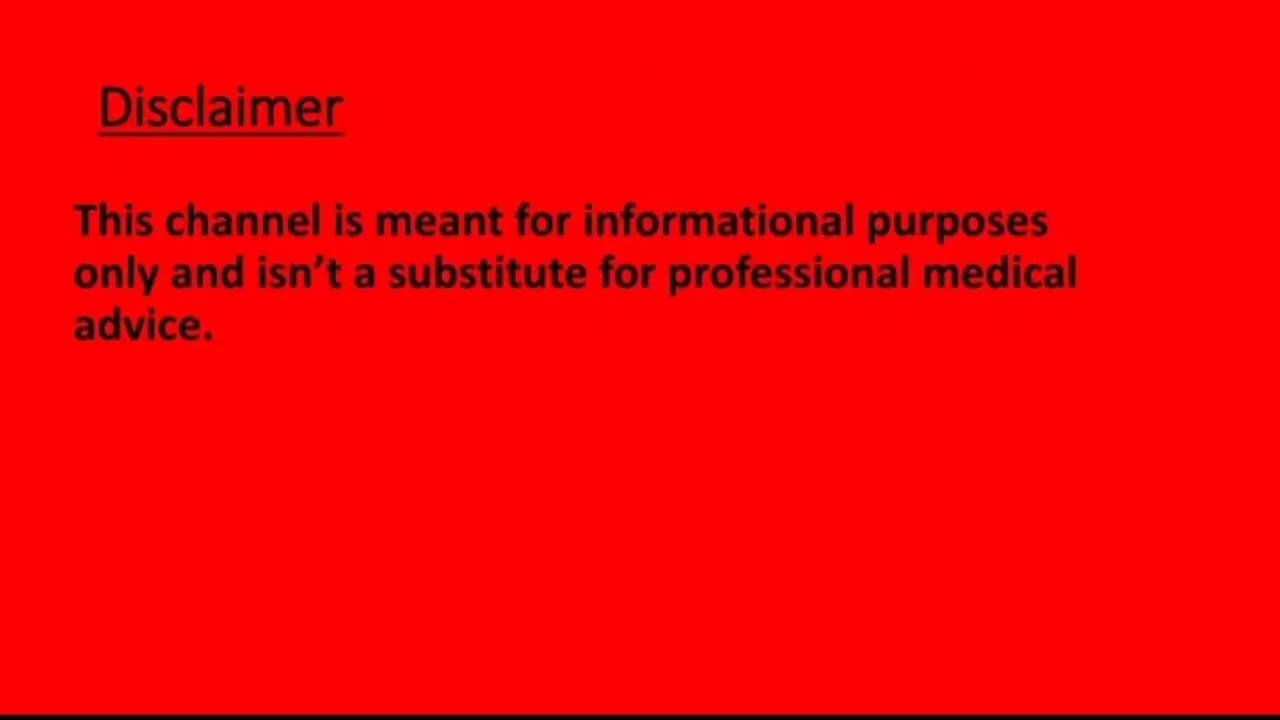 Disclaimer
This channel is meant for informational purposes
only and isn’t a substitute for professional medical
advice.